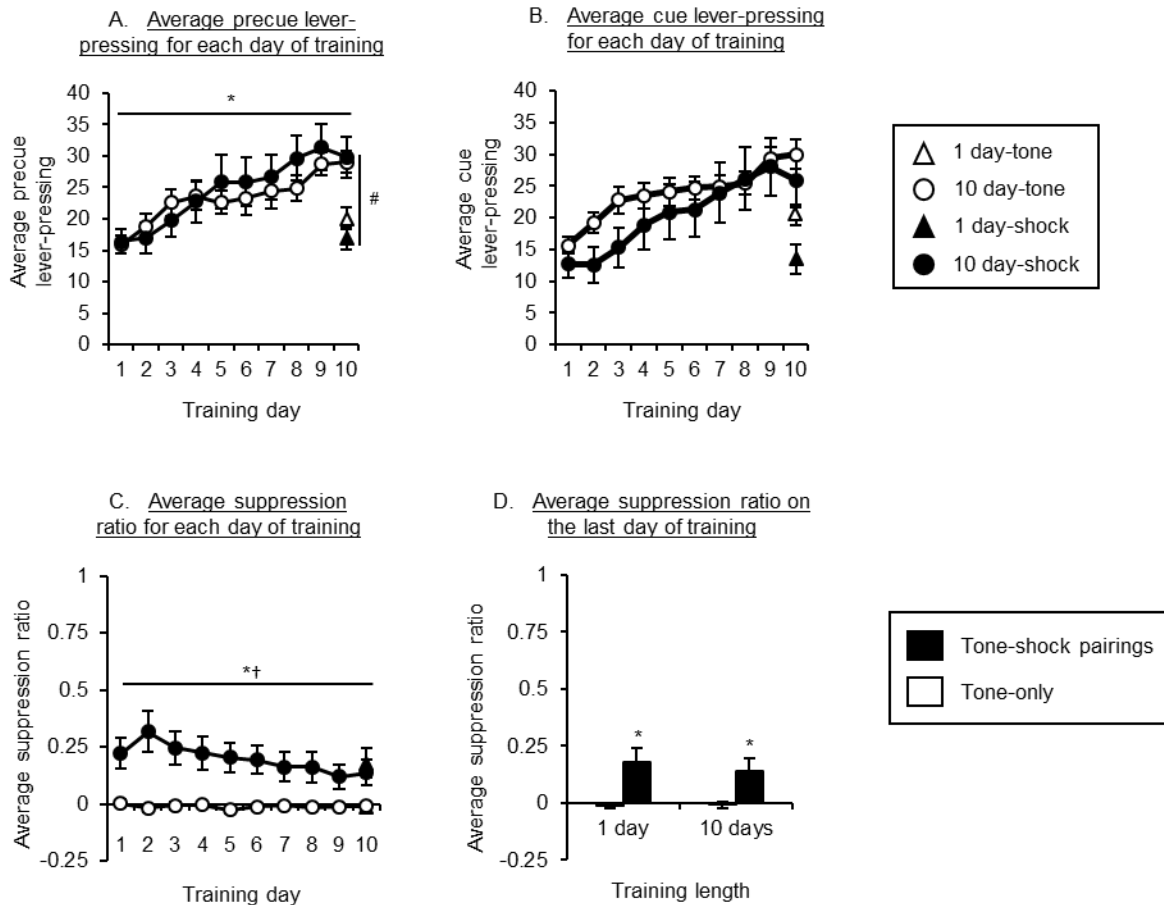 A. Average precue lever-
pressing for each day of training
Average precue
lever-pressing
40
35
30
25
20
15
10
5
0
*
#
1 2 3 4 5 6 7 8 9 10
Training day
B. Average cue lever-pressing
for each day of training
Average cue
lever-pressing
40
35
30
25
20
15
10
5
0
1 2 3 4 5 6 7 8 9 10
Training day
1 day-tone
10 day-tone
1 day-shock
10 day-shock
C. Average suppression
ratio for each day of training
Average suppression ratio
1
0.75
0.5
0.25
0
-0.25
*†
1 2 3 4 5 6 7 8 9 10
Training day
D. Average suppression ratio on
the last day of training
Average suppression ratio
1
0.75
0.5
0.25
0
-0.25
* *
1 day 10 days
Training length
Tone-shock pairings
Tone-only